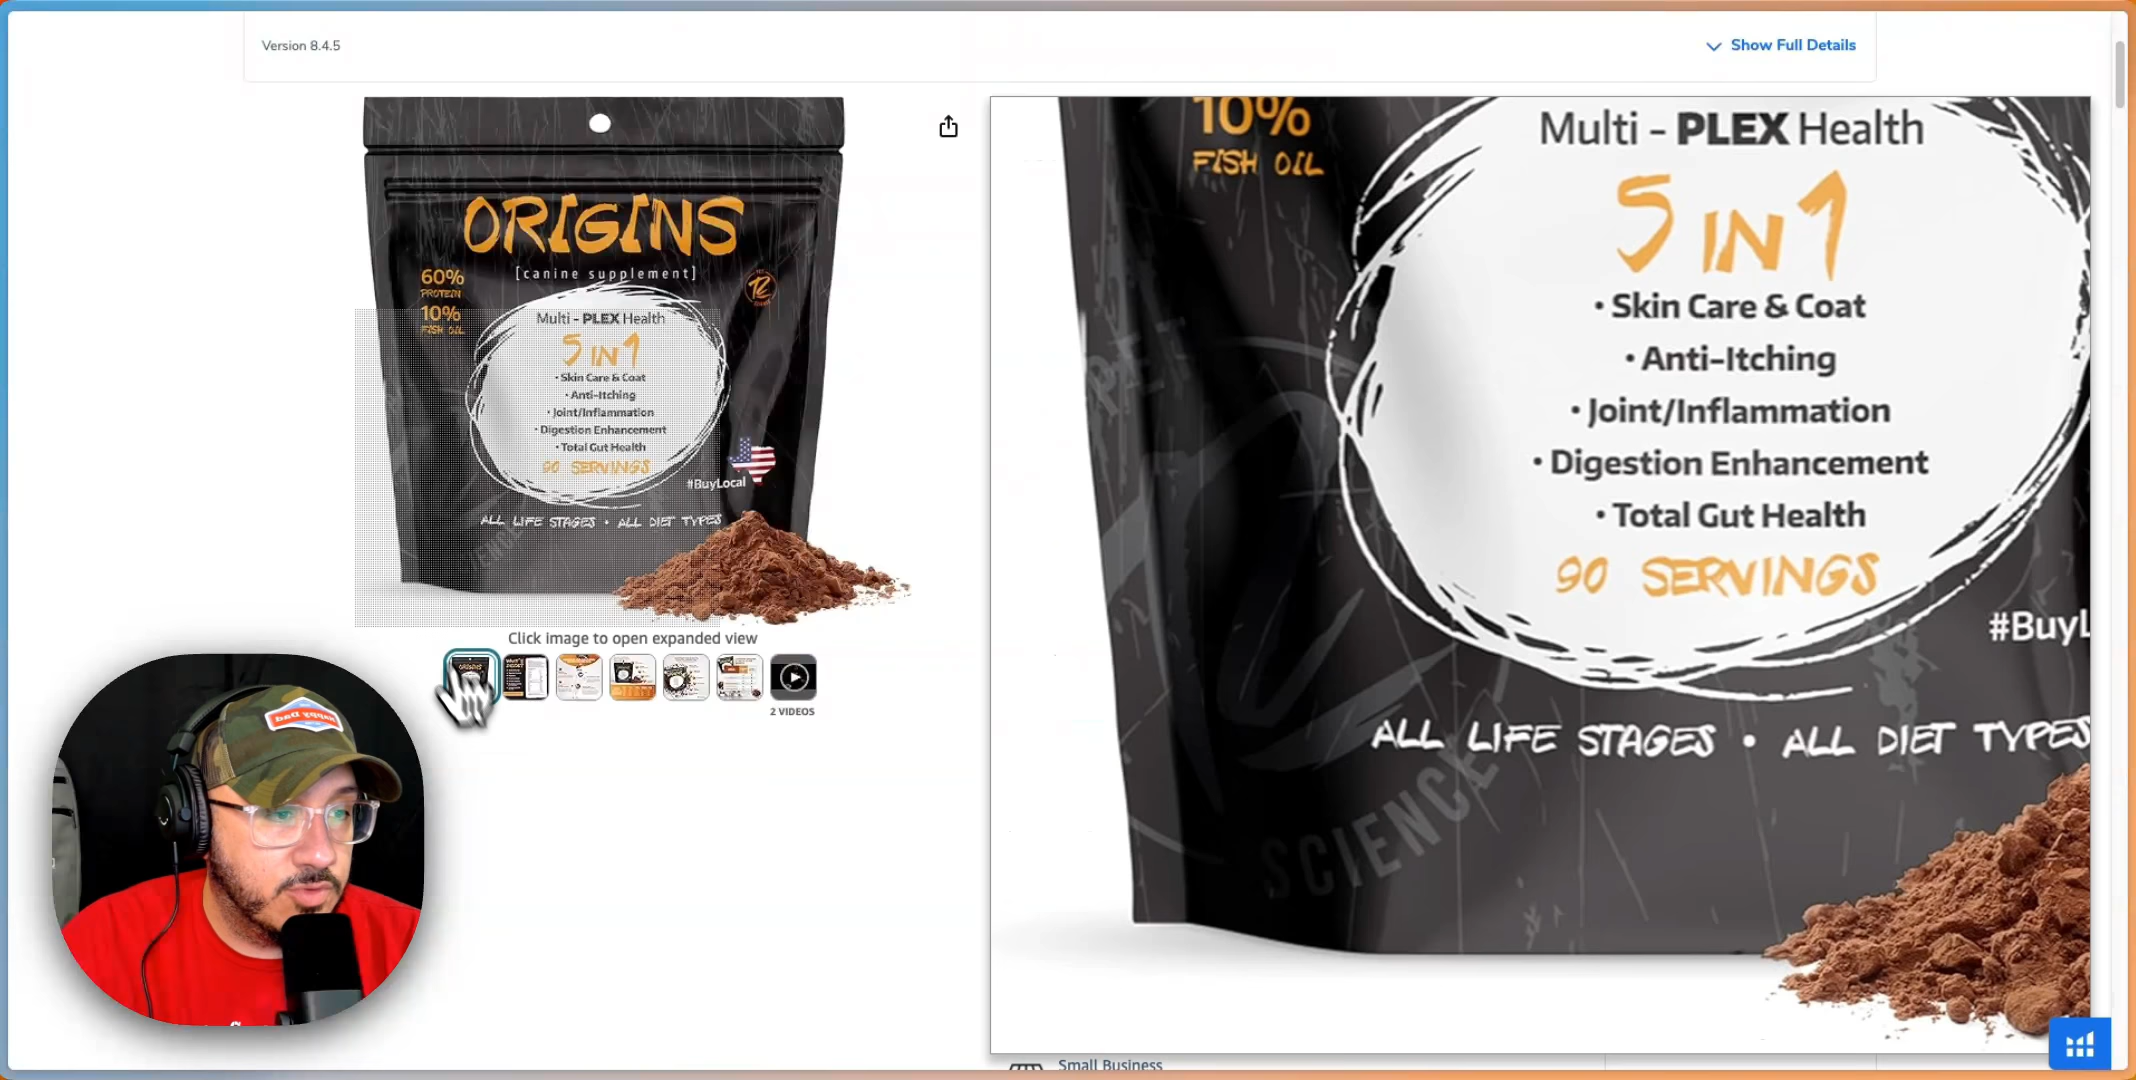 Version 8.4.5
Show Full Details
ORIGINS
[canine supplement]
60%
PROTEIN
10%
FISH OIL
Multi - PLEX Health
5 IN 1
• Skin Care & Coat
• Anti-Itching
• Joint/Inflammation
• Digestion Enhancement
• Total Gut Health
90 SERVINGS
#BuyLocal
ALL LIFE STAGES • ALL DIET TYPES
SCIENCE
Click image to open expanded view
2 VIDEOS
10%
FISH OIL
Multi - PLEX Health
5 IN 1
• Skin Care & Coat
• Anti-Itching
• Joint/Inflammation
• Digestion Enhancement
• Total Gut Health
90 SERVINGS
#BuyL
ALL LIFE STAGES • ALL DIET TYPES
PET
SCIENCE
Small Business